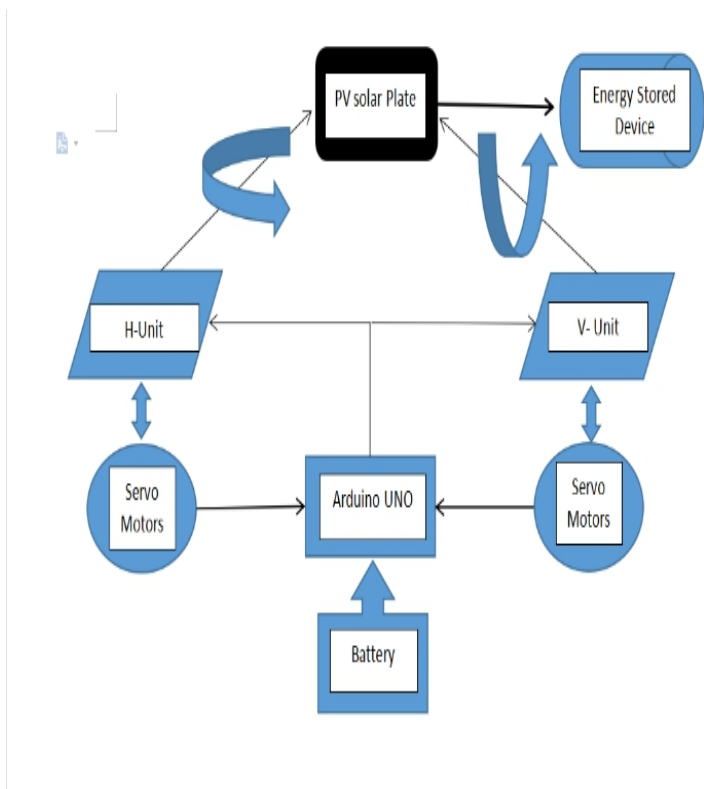 PV solar Plate
Energy Stored
Device
H-Unit
V- Unit
Servo
Motors
Arduino UNO
Servo
Motors
Battery